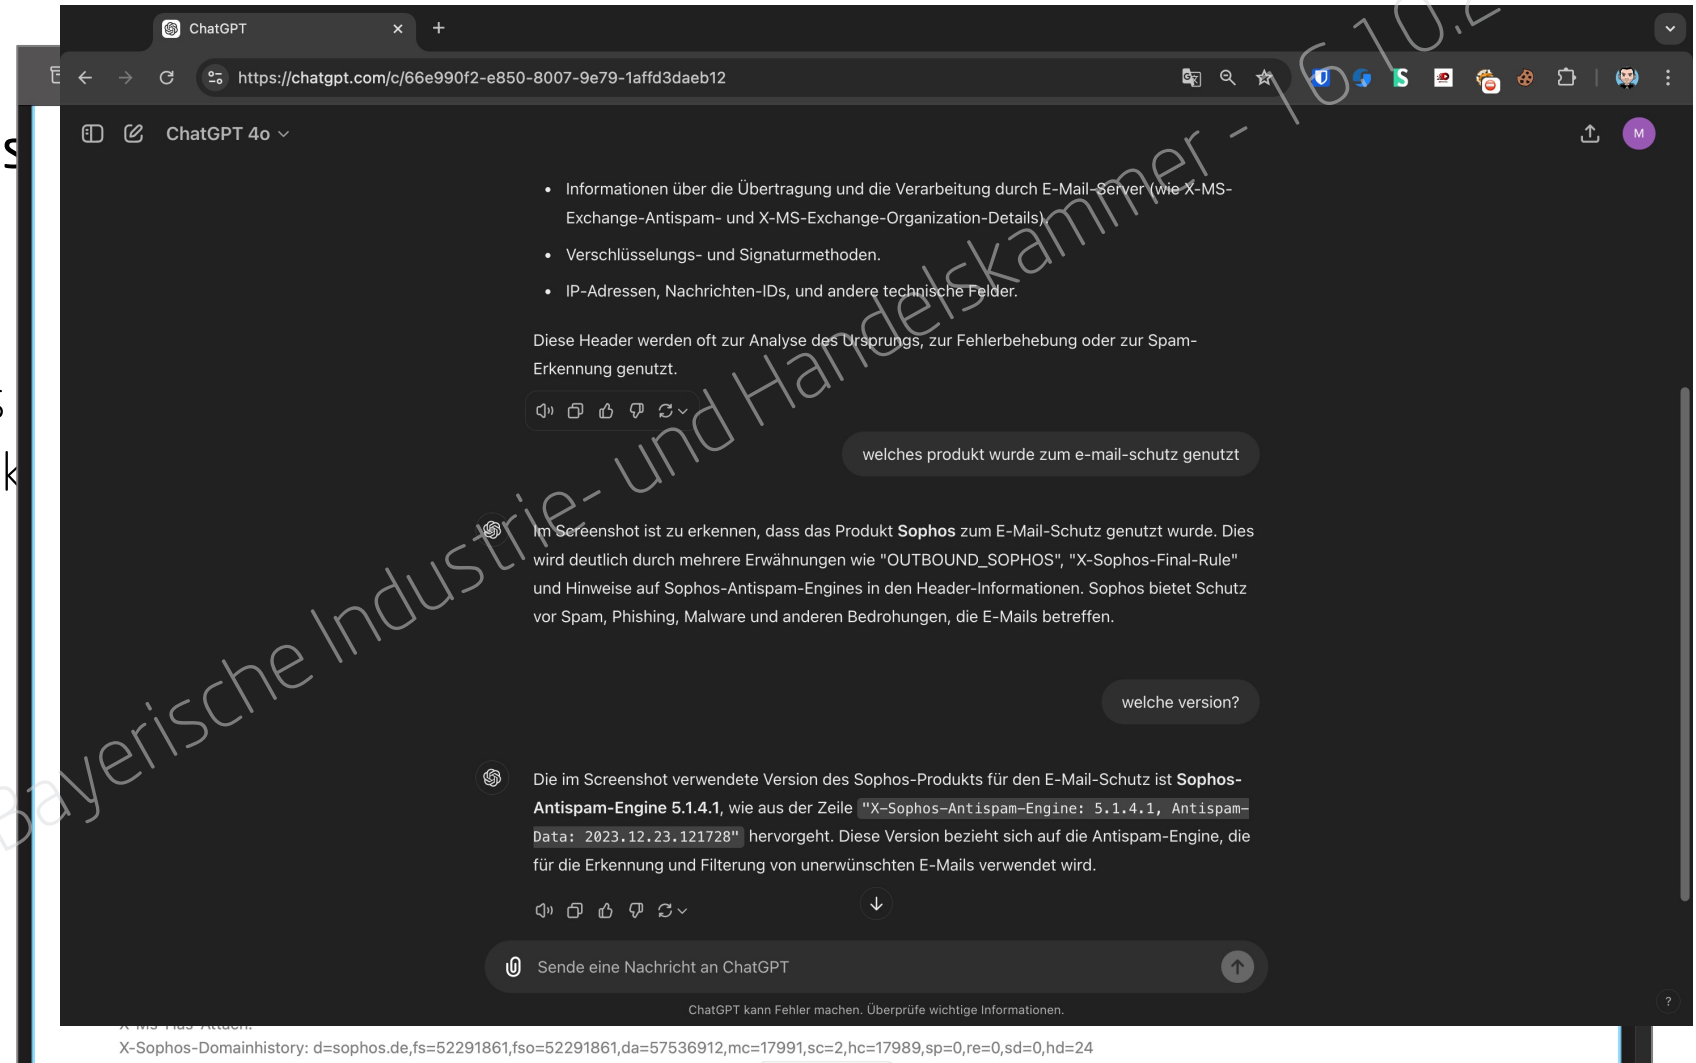 ChatGPT
https://chatgpt.com/c/66e990f2-e850-8007-9e79-1affd3daeb12
ChatGPT 4o
M
s
k
• Informationen über die Übertragung und die Verarbeitung durch E-Mail-Server (wie X-MS-
Exchange-Antispam- und X-MS-Exchange-Organization-Details).
• Verschlüsselungs- und Signaturmethoden.
• IP-Adressen, Nachrichten-IDs, und andere technische Felder.
Diese Header werden oft zur Analyse des Ursprungs, zur Fehlerbehebung oder zur Spam-
Erkennung genutzt.
welches produkt wurde zum e-mail-schutz genutzt
Im Screenshot ist zu erkennen, dass das Produkt Sophos zum E-Mail-Schutz genutzt wurde. Dies
wird deutlich durch mehrere Erwähnungen wie "OUTBOUND_SOPHOS", "X-Sophos-Final-Rule"
und Hinweise auf Sophos-Antispam-Engines in den Header-Informationen. Sophos bietet Schutz
vor Spam, Phishing, Malware und anderen Bedrohungen, die E-Mails betreffen.
welche version?
Die im Screenshot verwendete Version des Sophos-Produkts für den E-Mail-Schutz ist Sophos-
Antispam-Engine 5.1.4.1, wie aus der Zeile "X-Sophos-Antispam-Engine: 5.1.4.1, Antispam-
Data: 2023.12.23.121728" hervorgeht. Diese Version bezieht sich auf die Antispam-Engine, die
für die Erkennung und Filterung von unerwünschten E-Mails verwendet wird.
Sende eine Nachricht an ChatGPT
ChatGPT kann Fehler machen. Überprüfe wichtige Informationen.
?
X-Sophos-Domainhistory: d=sophos.de,fs=52291861,fso=52291861,da=57536912,mc=17991,sc=2,hc=17989,sp=0,re=0,sd=0,hd=24
Bayerische Industrie- und Handelskammer - 16.10.2